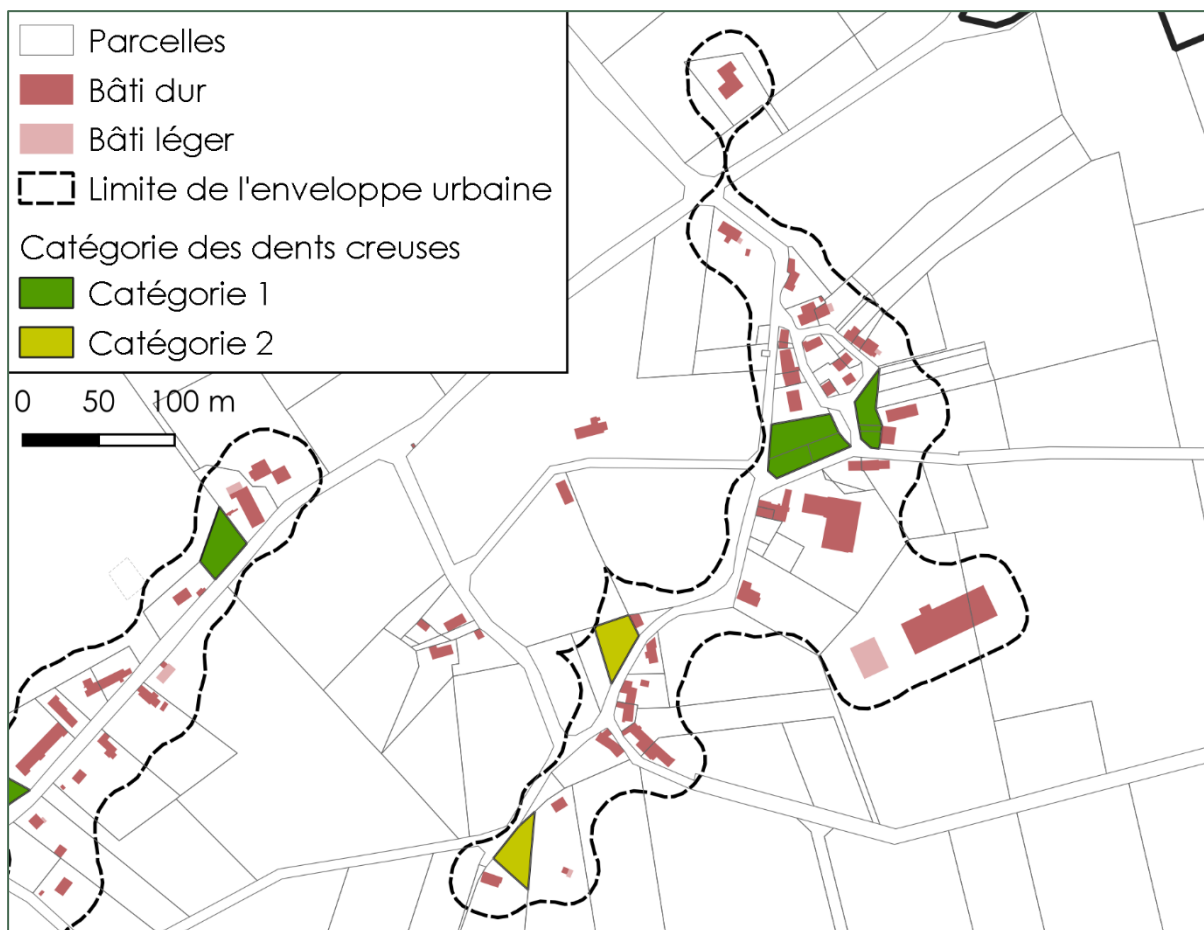 Parcelles
Bâti dur
Bâti léger
Limite de l'enveloppe urbaine
Catégorie des dents creuses
Catégorie 1
Catégorie 2
0 50 100 m